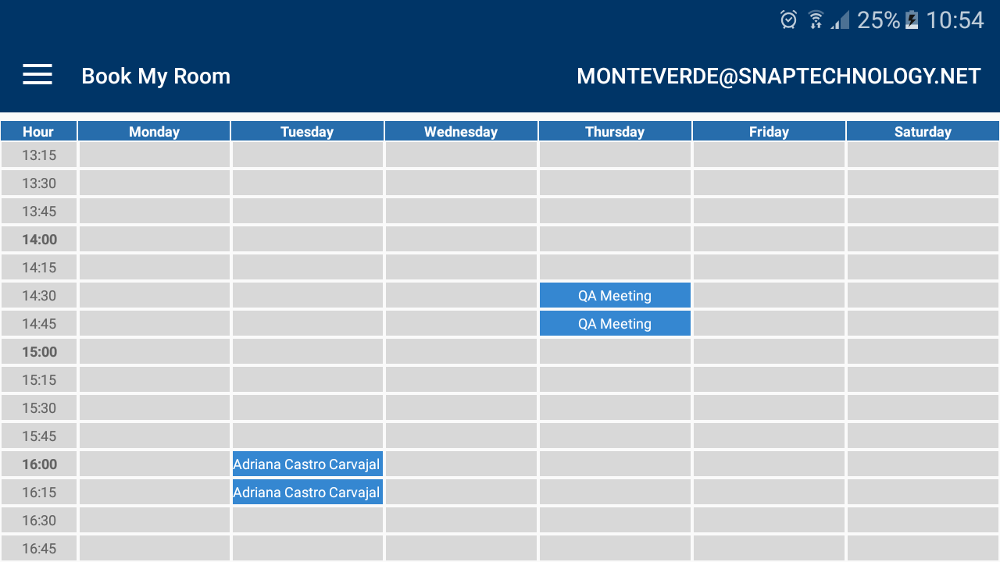 25% 10:54
Book My Room MONTEVERDE@SNAPTECHNOLOGY.NET
Hour Monday Tuesday Wednesday Thursday Friday Saturday
13:15
13:30
13:45
14:00
14:15
14:30 QA Meeting
14:45 QA Meeting
15:00
15:15
15:30
15:45
16:00 Adriana Castro Carvajal
16:15 Adriana Castro Carvajal
16:30
16:45